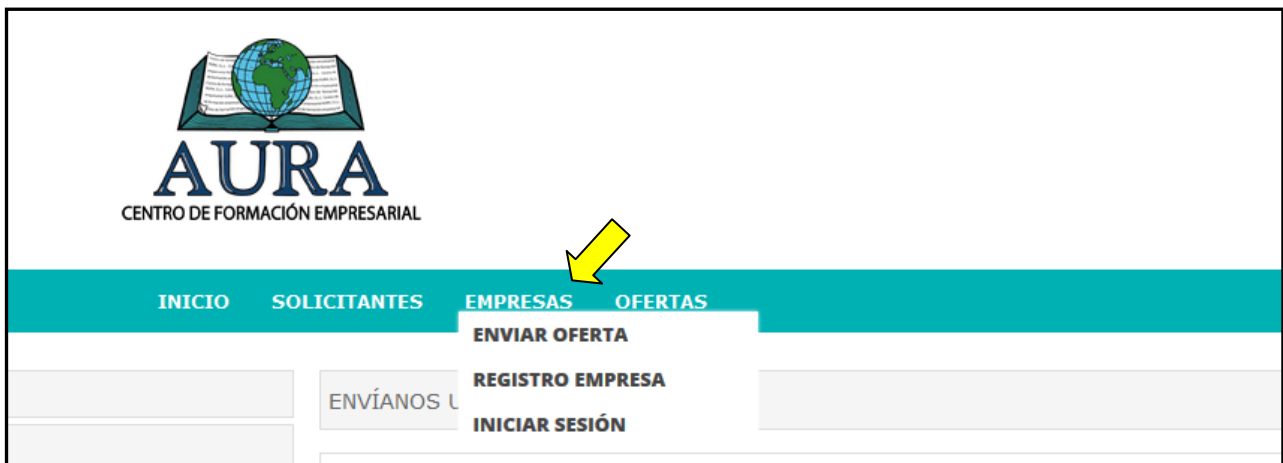 AURA
CENTRO DE FORMACIÓN EMPRESARIAL
INICIO SOLICITANTES EMPRESAS OFERTAS
ENVIAR OFERTA
REGISTRO EMPRESA
ENVÍANOS U
INICIAR SESIÓN